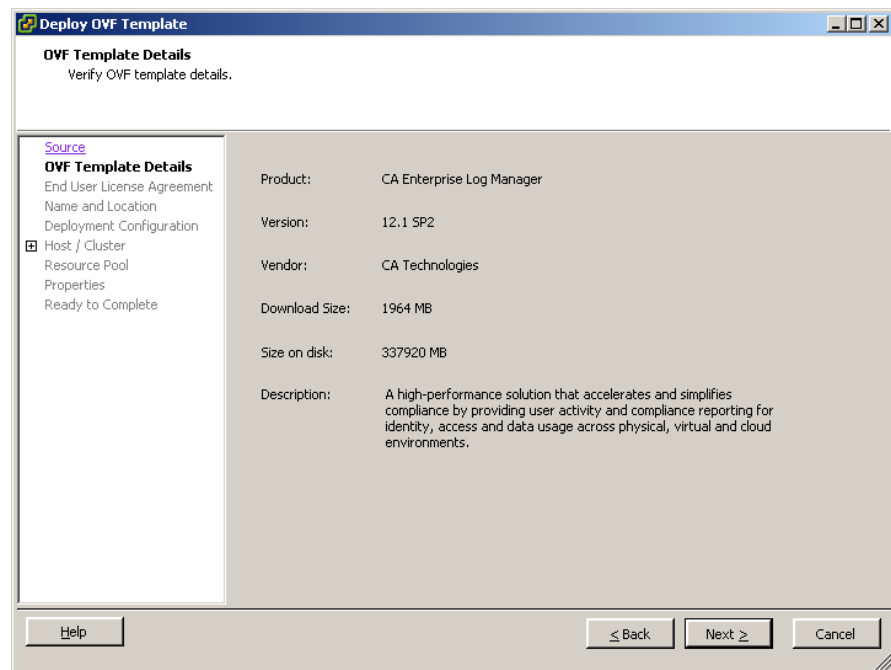 Deploy OVF Template
OVF Template Details
Verify OVF template details.
Source
OVF Template Details
End User License Agreement
Name and Location
Deployment Configuration
Host / Cluster
Resource Pool
Properties
Ready to Complete
Product: CA Enterprise Log Manager
Version: 12.1 SP2
Vendor: CA Technologies
Download Size: 1964 MB
Size on disk: 337920 MB
Description: A high-performance solution that accelerates and simplifies
compliance by providing user activity and compliance reporting for
identity, access and data usage across physical, virtual and cloud
environments.
Help
≤ Back
Next ≥
Cancel